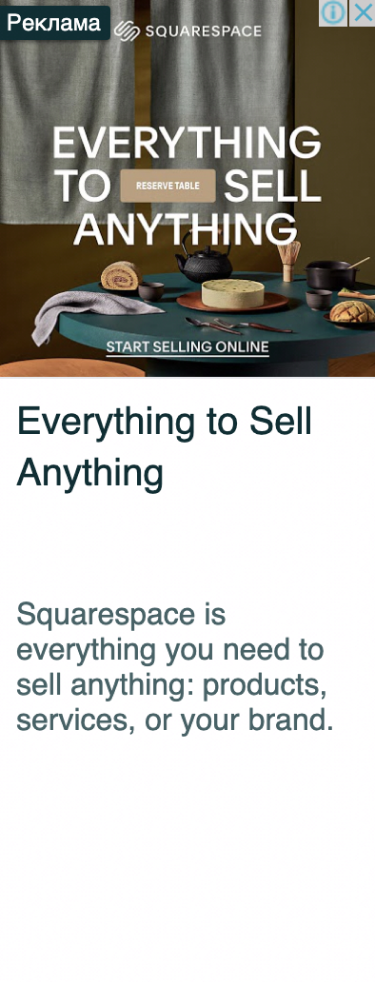 Реклама
SQUARESPACE
EVERYTHING
TO RESERVE TABLE SELL
ANYTHING
START SELLING ONLINE
Everything to Sell
Anything
Squarespace is
everything you need to
sell anything: products,
services, or your brand.